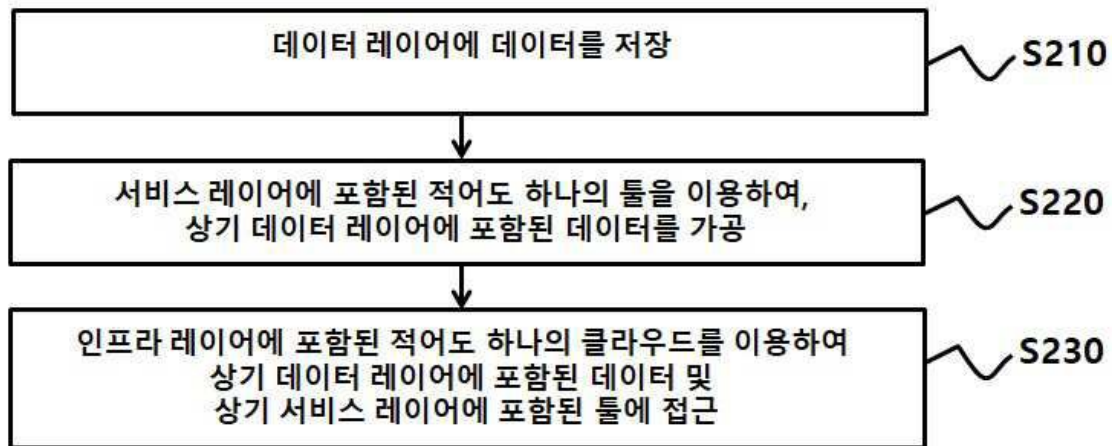 데이터 레이어에 데이터를 저장
S210
서비스 레이어에 포함된 적어도 하나의 툴을 이용하여,
상기 데이터 레이어에 포함된 데이터를 가공
S220
인프라 레이어에 포함된 적어도 하나의 클라우드를 이용하여
상기 데이터 레이어에 포함된 데이터 및
상기 서비스 레이어에 포함된 툴에 접근
S230